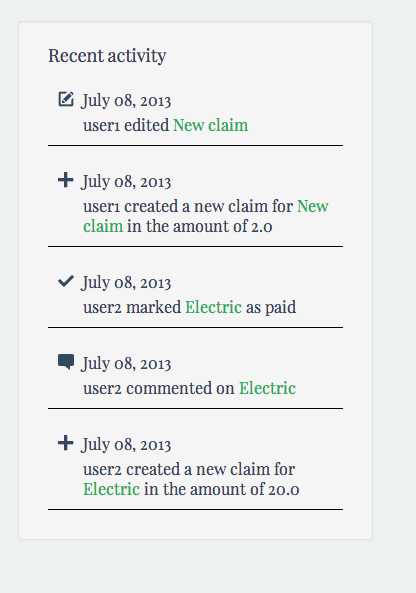 Recent activity
July 08, 2013
user1 edited New claim
July 08, 2013
user1 created a new claim for New
claim in the amount of 2.0
July 08, 2013
user2 marked Electric as paid
July 08, 2013
user2 commented on Electric
July 08, 2013
user2 created a new claim for
Electric in the amount of 20.0